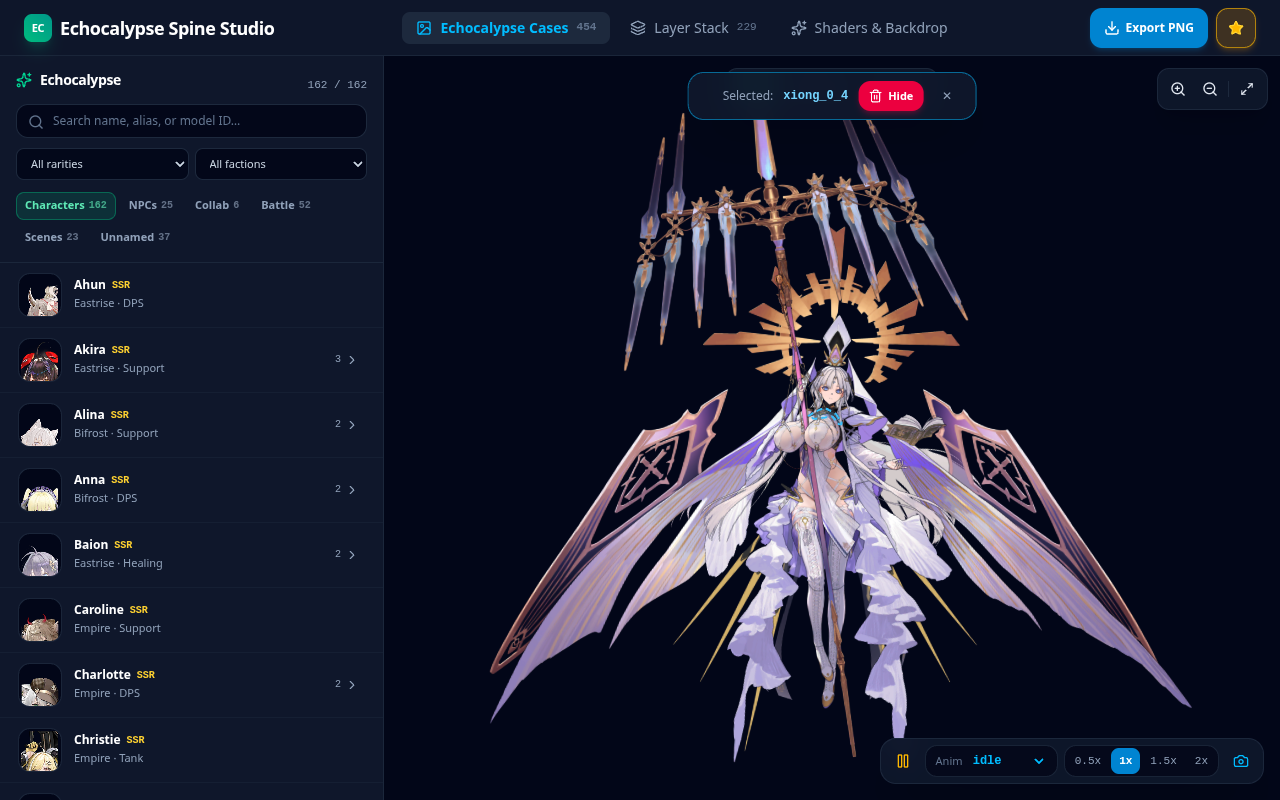 EC Echocalypse Spine Studio
Echocalypse Cases 454
Layer Stack 229
Shaders & Backdrop
Export PNG
Echocalypse
162 / 162
Search name, alias, or model ID...
All rarities
All factions
Characters 162
NPCs 25
Collab 6
Battle 52
Scenes 23
Unnamed 37
Ahun SSR
Eastrise · DPS
Akira SSR
Eastrise · Support
3
Alina SSR
Bifrost · Support
2
Anna SSR
Bifrost · DPS
2
Baion SSR
Eastrise · Healing
2
Caroline SSR
Empire · Support
Charlotte SSR
Empire · DPS
2
Christie SSR
Empire · Tank
Selected: xiong_0_4
Hide
×
Anim idle
0.5x
1x
1.5x
2x